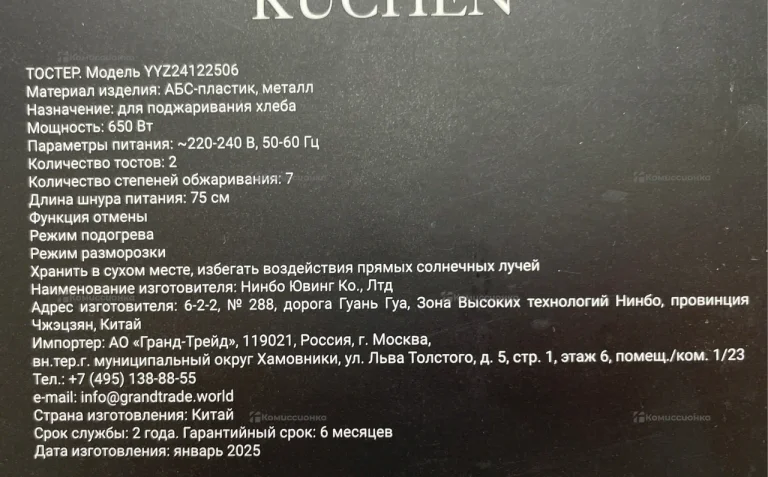 KUCHEN
ТОСТЕР. Модель YYZ24122506
Материал изделия: АБС-пластик, металл
Назначение: для поджаривания хлеба
Мощность: 650 Вт
Параметры питания: ~220-240 В, 50-60 Гц
Количество тостов: 2
Количество степеней обжаривания: 7
Длина шнура питания: 75 см
Функция отмены
Режим подогрева
Режим разморозки
Хранить в сухом месте, избегать воздействия прямых солнечных лучей
Наименование изготовителя: Нинбо Ювинг Ко., Лтд
Адрес изготовителя: 6-2-2, № 288, дорога Гуань Гуа, Зона Высоких технологий Нинбо, провинция
Чжэцзян, Китай
Импортер: АО «Гранд-Трейд», 119021, Россия, г. Москва,
вн.тер.г. муниципальный округ Хамовники, ул. Льва Толстого, д. 5, стр. 1, этаж 6, помещ./ком. 1/23
Тел.: +7 (495) 138-88-55
e-mail: info@grandtrade.world
Страна изготовления: Китай
Срок службы: 2 года. Гарантийный срок: 6 месяцев
Дата изготовления: январь 2025
Комиссионко
Комиссионко
Комиссионко
Комиссионко